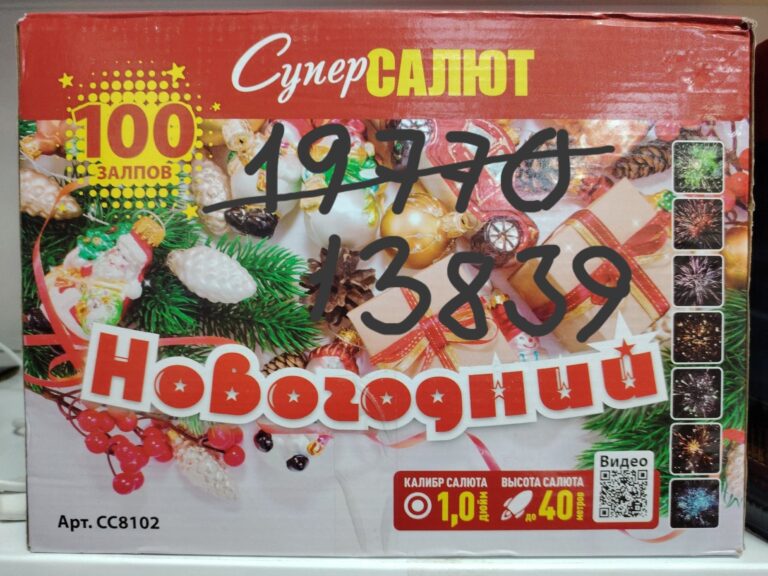 СуперСАЛЮТ
100
ЗАЛПОВ
19770
13839
Новогодний
Арт. СС8102
КАЛИБР САЛЮТА
1,0 дюйм
ВЫСОТА САЛЮТА
до 40 метров
Видео